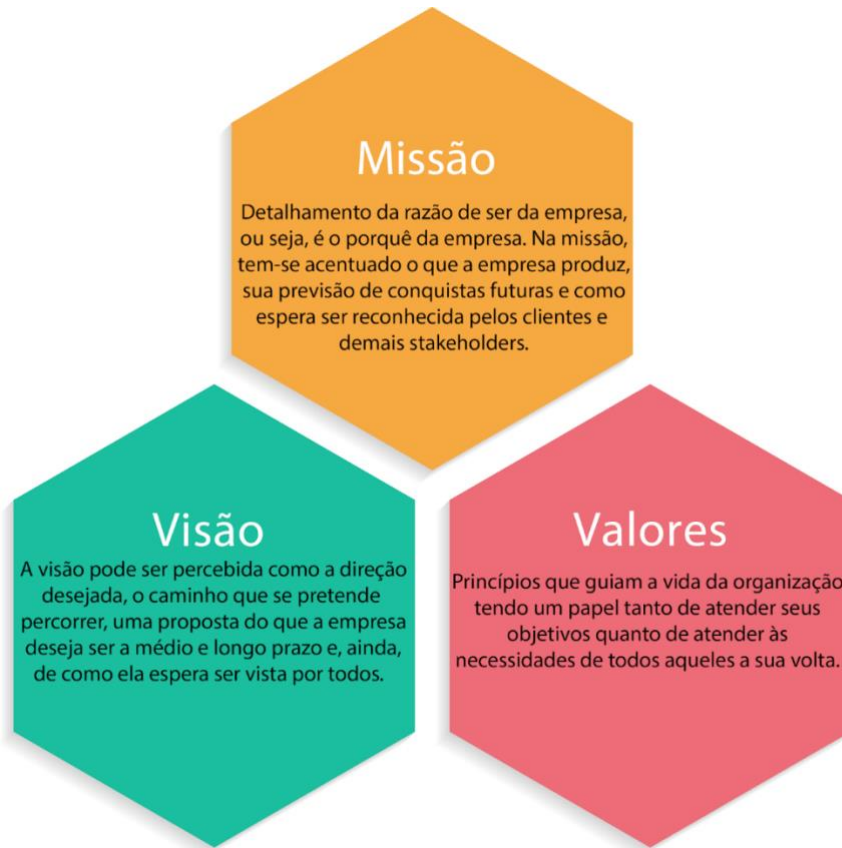 Missão
Detalhamento da razão de ser da empresa,
ou seja, é o porquê da empresa. Na missão,
tem-se acentuado o que a empresa produz,
sua previsão de conquistas futuras e como
espera ser reconhecida pelos clientes e
demais stakeholders.
Visão
A visão pode ser percebida como a direção
desejada, o caminho que se pretende
percorrer, uma proposta do que a empresa
deseja ser a médio e longo prazo e, ainda,
de como ela espera ser vista por todos.
Valores
Princípios que guiam a vida da organização
tendo um papel tanto de atender seus
objetivos quanto de atender às
necessidades de todos aqueles a sua volta.